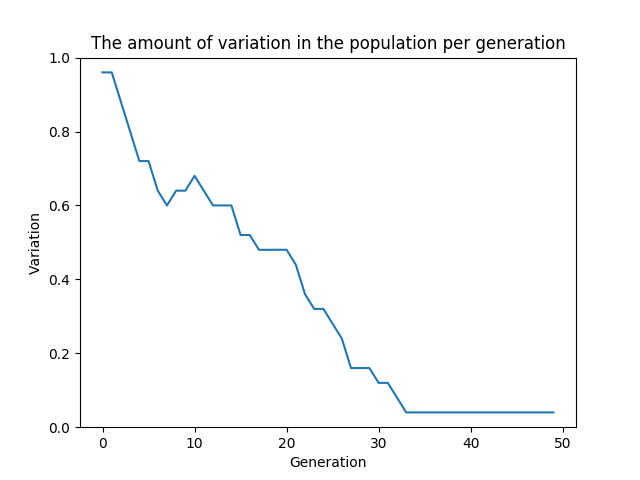 The amount of variation in the population per generation
1.0
0.8
0.6
0.4
0.2
0.0
Variation
0 10 20 30 40 50
Generation